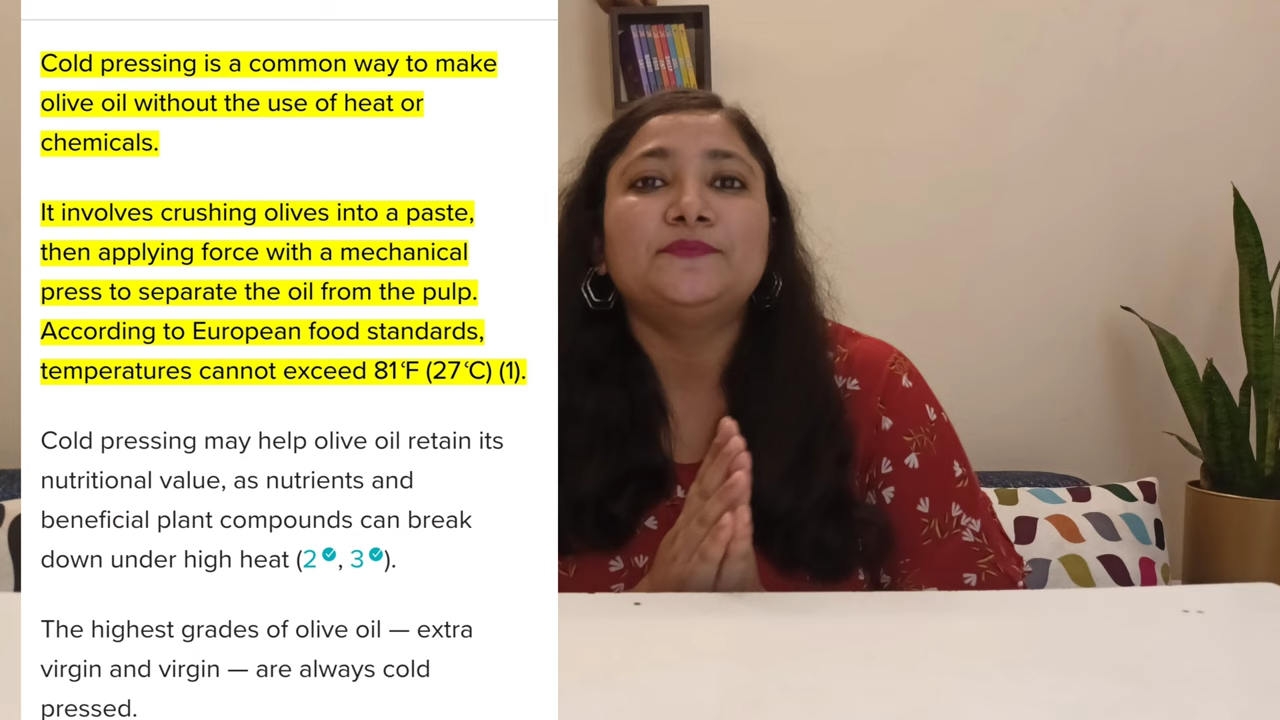 Cold pressing is a common way to make
olive oil without the use of heat or
chemicals.
It involves crushing olives into a paste,
then applying force with a mechanical
press to separate the oil from the pulp.
According to European food standards,
temperatures cannot exceed 81°F (27°C) (1).
Cold pressing may help olive oil retain its
nutritional value, as nutrients and
beneficial plant compounds can break
down under high heat (2, 3).
The highest grades of olive oil — extra
virgin and virgin — are always cold
pressed.